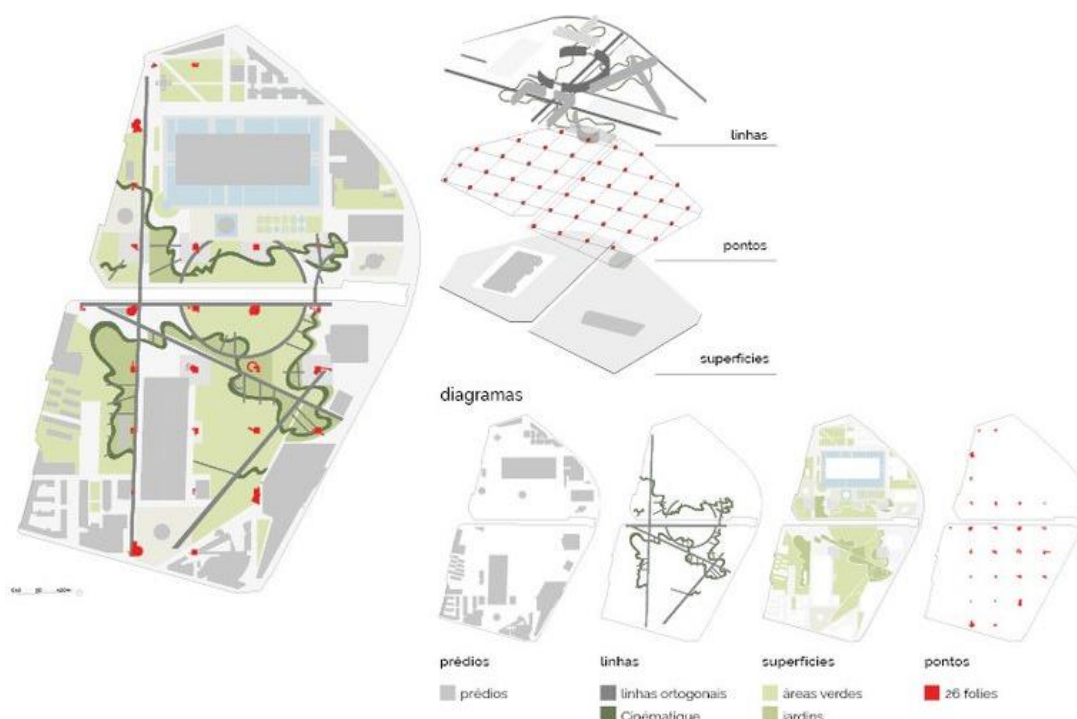 linhas
pontos
superficies
diagramas
prédios
linhas
superficies
pontos
prédios
linhas ortogonais
áreas verdes
26 folies
Cinématique
jardins